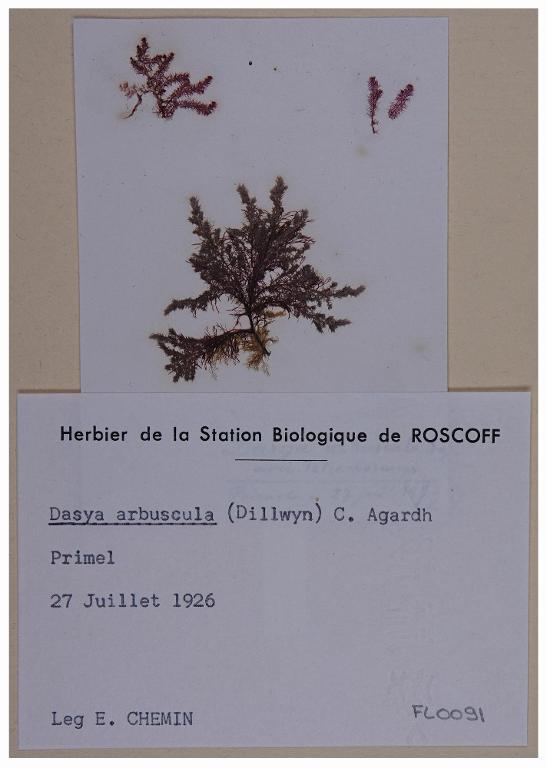 Herbier de la Station Biologique de ROSCOFF
Dasya arbuscula (Dillwyn) C. Agardh
Primel
27 Juillet 1926
Leg E. CHEMIN
FL0091